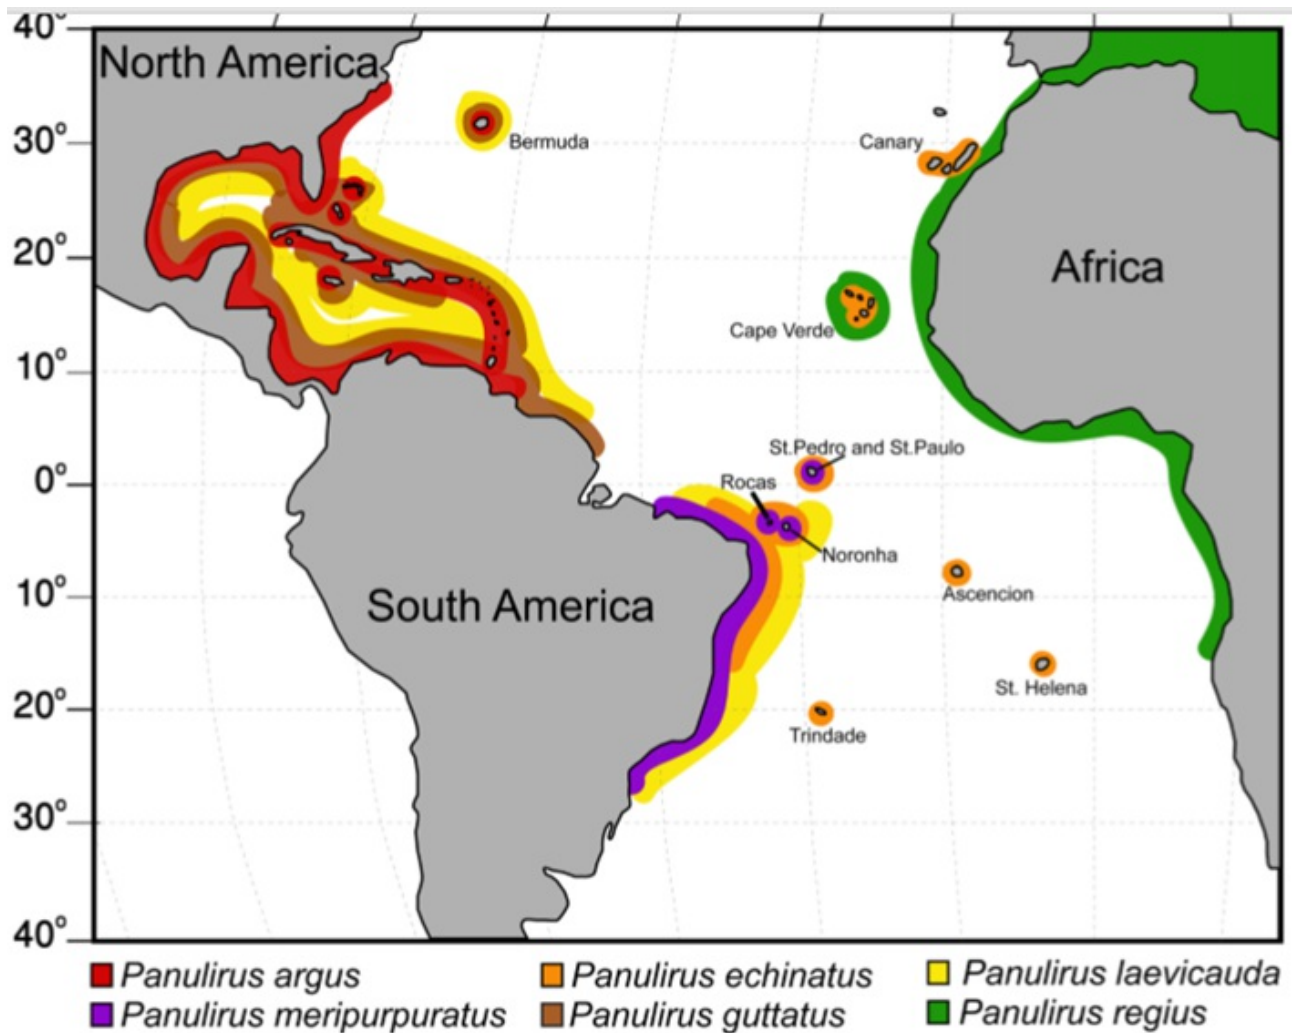 40°
North America
Bermuda
30°
Canary
20°
Africa
Cape Verde
10°
St.Pedro and St.Paulo
Rocas
0°
Noronha
Ascencion
10°
South America
St. Helena
20°
Trindade
30°
40°
Panulirus argus
Panulirus echinatus
Panulirus laevicauda
Panulirus meripurpuratus
Panulirus guttatus
Panulirus regius